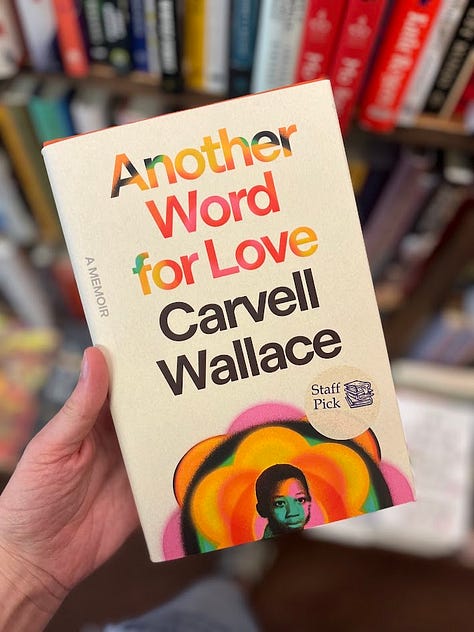 Another
Word
for Love
Carvell
Wallace
A MEMOIR
Staff
Pick